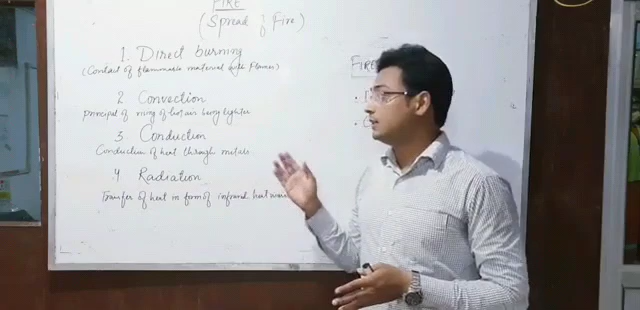 FIRE
(Spread of Fire)
1. Direct burning
(Contact of flammable material with flames)
2. Convection
Principal of rising of hot air being lighter
3 Conduction
Conduction of heat through metals
4 Radiation
Transfer of heat in form of infrared heat
FIRE